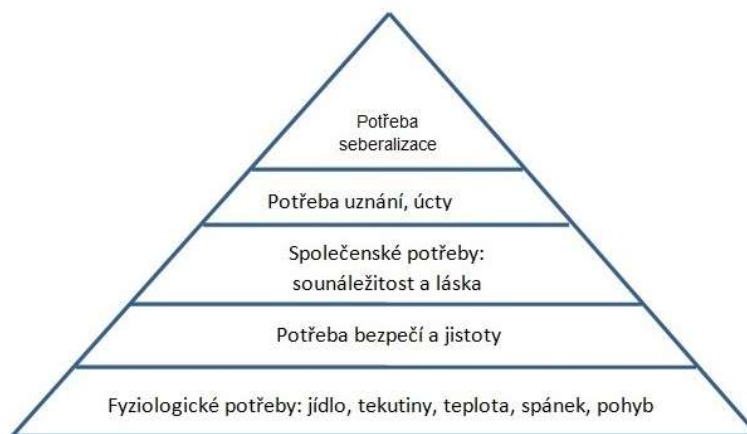 Potřeba
seberalizace
Potřeba uznání, úcty
Společenské potřeby:
sounáležitost a láska
Potřeba bezpečí a jistoty
Fyziologické potřeby: jídlo, tekutiny, teplota, spánek, pohyb